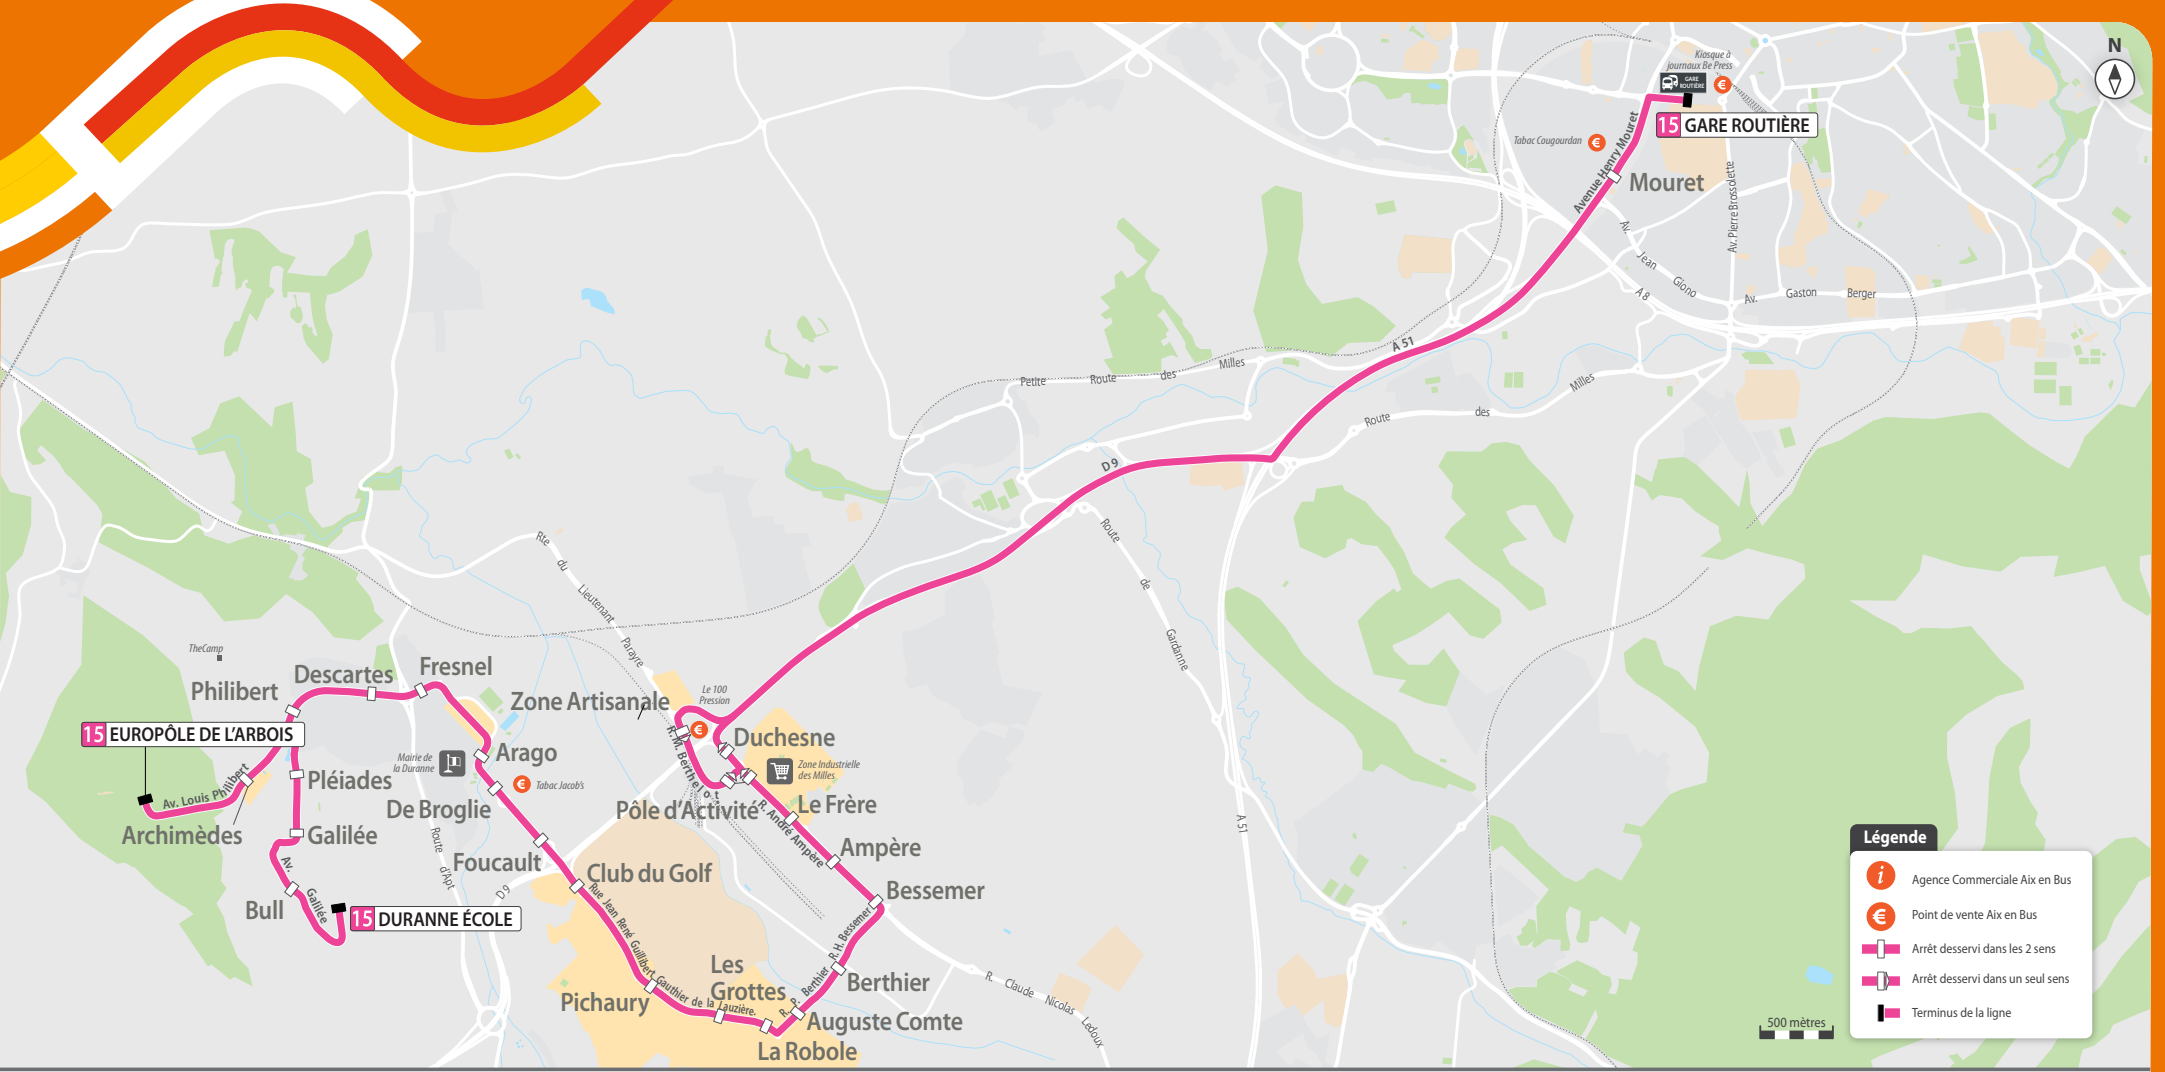 N
Kiosque à
journaux Be Press
GARE
ROUTIÈRE
€
15 GARE ROUTIÈRE
Tabac Cougourdan €
Avenue Henry Mouret
Mouret
Av. Pierre Brossolette
Av. Jean Giono
A 8
Av. Gaston Berger
A 51
Petite Route des Milles
Route des Milles
D 9
Route de Gardanne
Rte du Lieutenant Parayre
TheCamp
Descartes
Fresnel
Philibert
Zone Artisanale
Le 100
Pression
€
15 EUROPÔLE DE L'ARBOIS
Duchesne
Mairie de
la Duranne
Arago
R. M. Berthelot
Zone Industrielle
des Milles
Pléiades
€ Tabac Jacob's
Av. Louis Philibert
De Broglie
Pôle d'Activité
Le Frère
Archimèdes
Galilée
Route d'Apt
R. André Ampère
Ampère
A 51
Foucault
Club du Golf
Av. Galilée
D 9
Bessemer
Bull
15 DURANNE ÉCOLE
Rue Jean René Guillibert Gauthier de la Lauzière.
R. H. Bessemer
Les
Grottes
R. P. Berthier
Berthier
Pichaury
R. Claude Nicolas Ledoux
Auguste Comte
La Robole
500 mètres
Légende
i Agence Commerciale Aix en Bus
€ Point de vente Aix en Bus
Arrêt desservi dans les 2 sens
Arrêt desservi dans un seul sens
Terminus de la ligne